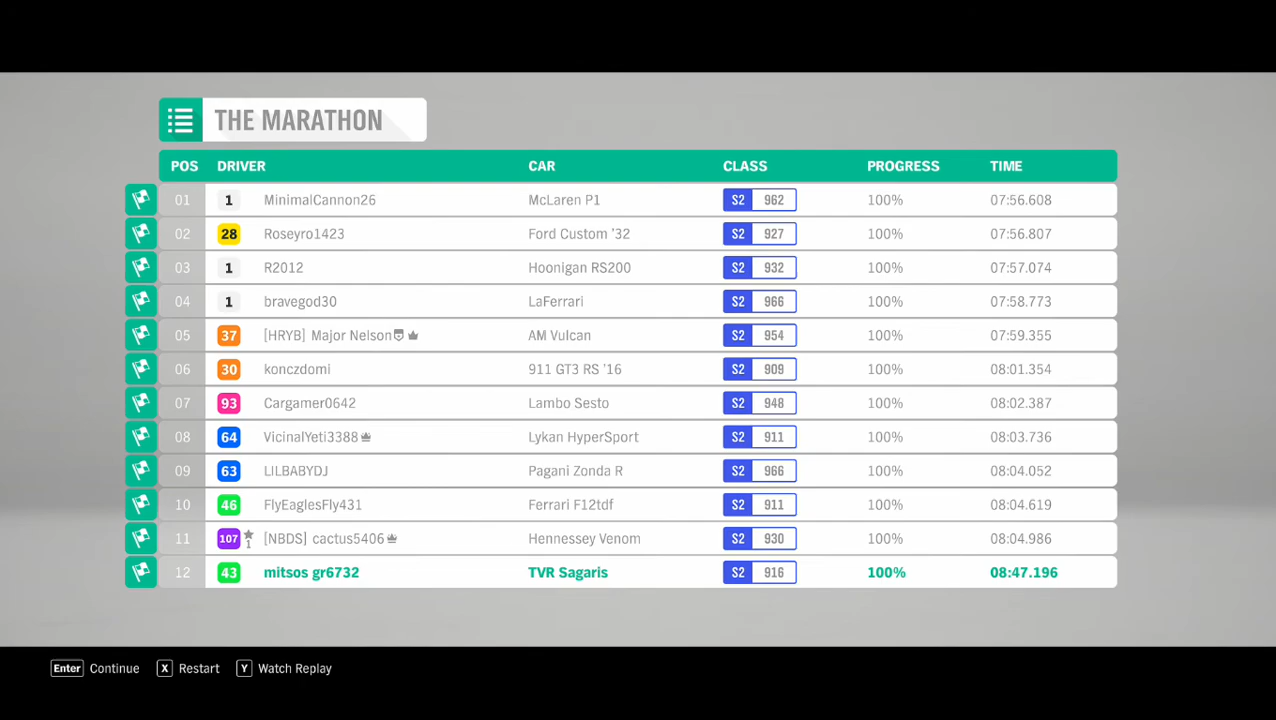 THE MARATHON
POS DRIVER CAR CLASS PROGRESS TIME
01 1 MinimalCannon26 McLaren P1 S2 962 100% 07:56.608
02 28 Roseyro1423 Ford Custom '32 S2 927 100% 07:56.807
03 1 R2012 Hoonigan RS200 S2 932 100% 07:57.074
04 1 bravegod30 LaFerrari S2 966 100% 07:58.773
05 37 [HRYB] Major Nelson AM Vulcan S2 954 100% 07:59.355
06 30 konczdomi 911 GT3 RS '16 S2 909 100% 08:01.354
07 93 Cargamer0642 Lambo Sesto S2 948 100% 08:02.387
08 64 VicinalYeti3388 Lykan HyperSport S2 911 100% 08:03.736
09 63 LILBABYDJ Pagani Zonda R S2 966 100% 08:04.052
10 46 FlyEaglesFly431 Ferrari F12tdf S2 911 100% 08:04.619
11 107 1 [NBDS] cactus5406 Hennessey Venom S2 930 100% 08:04.986
12 43 mitsos gr6732 TVR Sagaris S2 916 100% 08:47.196
Enter Continue X Restart Y Watch Replay